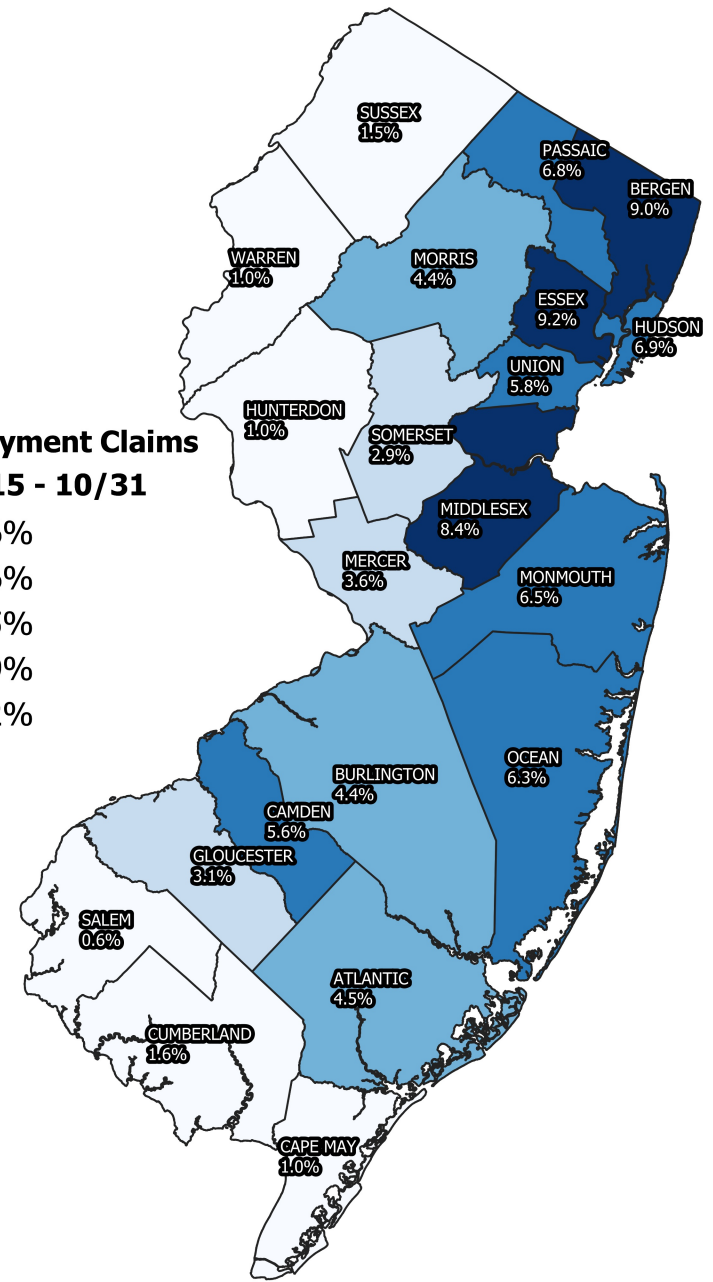 SUSSEX
1.5%
PASSAIC
6.8%
BERGEN
9.0%
WARREN
1.0%
MORRIS
4.4%
ESSEX
9.2%
HUDSON
6.9%
UNION
5.8%
HUNTERDON
1.0%
SOMERSET
2.9%
yment Claims
15 - 10/31
%
%
%
%
2%
MIDDLESEX
8.4%
MERCER
3.6%
MONMOUTH
6.5%
OCEAN
6.3%
BURLINGTON
4.4%
CAMDEN
5.6%
GLOUCESTER
3.1%
SALEM
0.6%
ATLANTIC
4.5%
CUMBERLAND
1.6%
CAPE MAY
1.0%